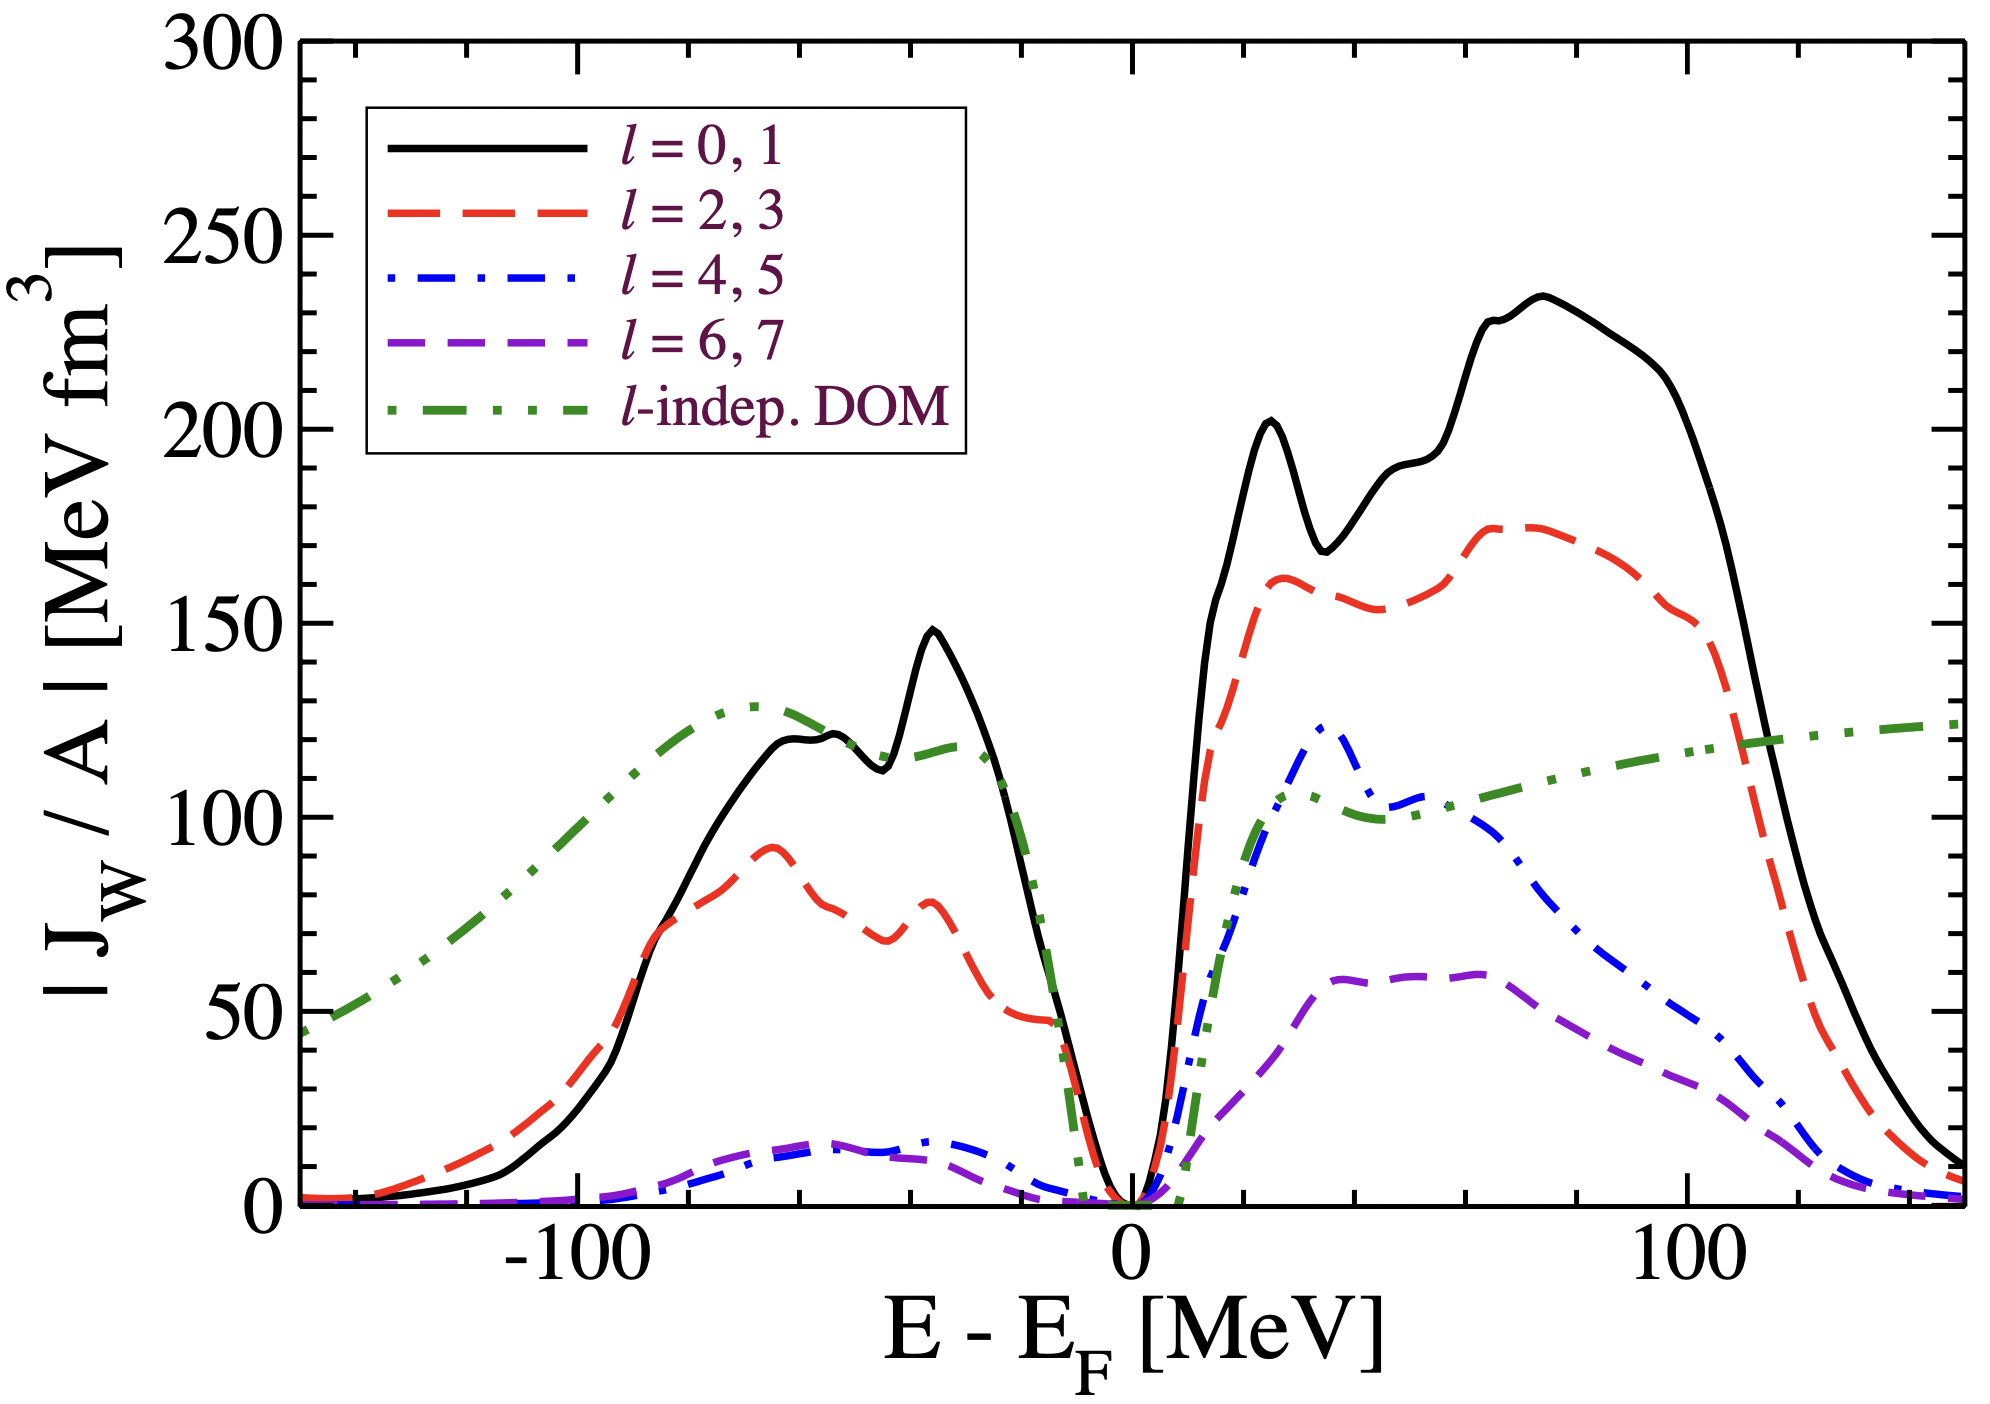 300
250
200
150
100
50
0
| J_W / A | [MeV fm^3]
l = 0, 1
l = 2, 3
l = 4, 5
l = 6, 7
l-indep. DOM
-100 0 100
E - E_F [MeV]